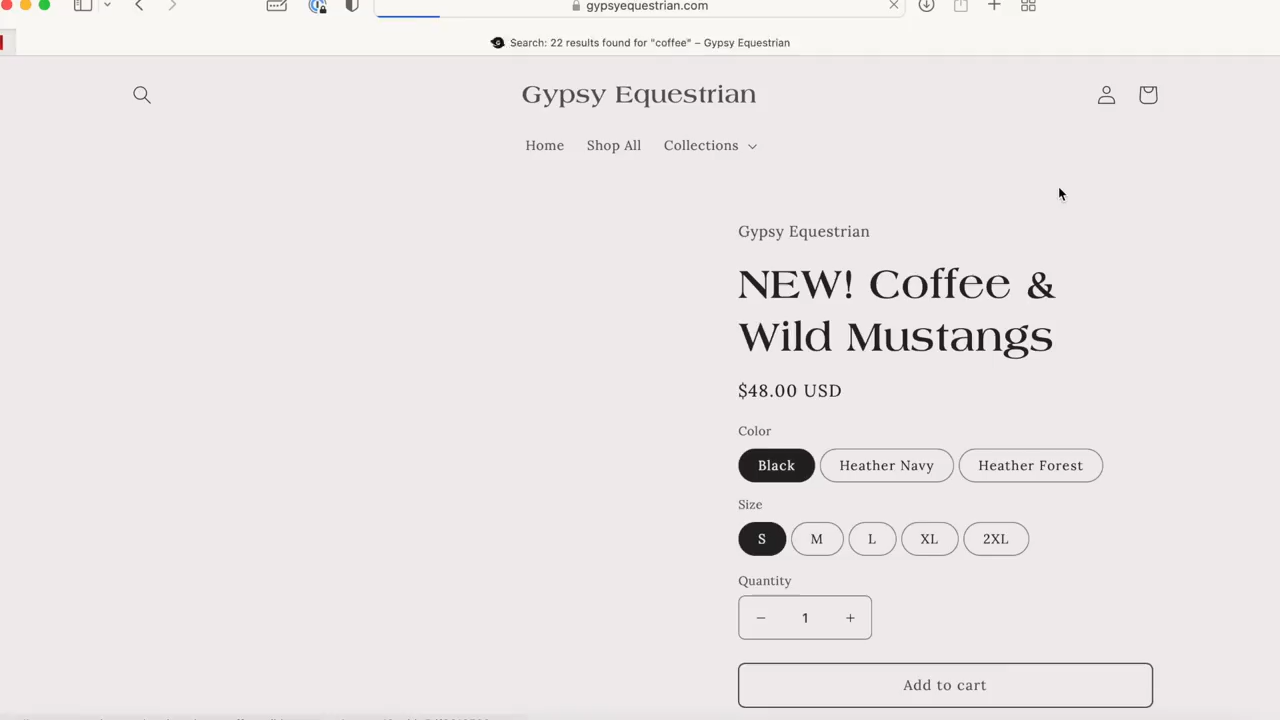 gypsyequestrian.com
Search: 22 results found for "coffee" – Gypsy Equestrian
Gypsy Equestrian
Home Shop All Collections
Gypsy Equestrian
NEW! Coffee &
Wild Mustangs
$48.00 USD
Color
Black Heather Navy Heather Forest
Size
S M L XL 2XL
Quantity
− 1 +
Add to cart